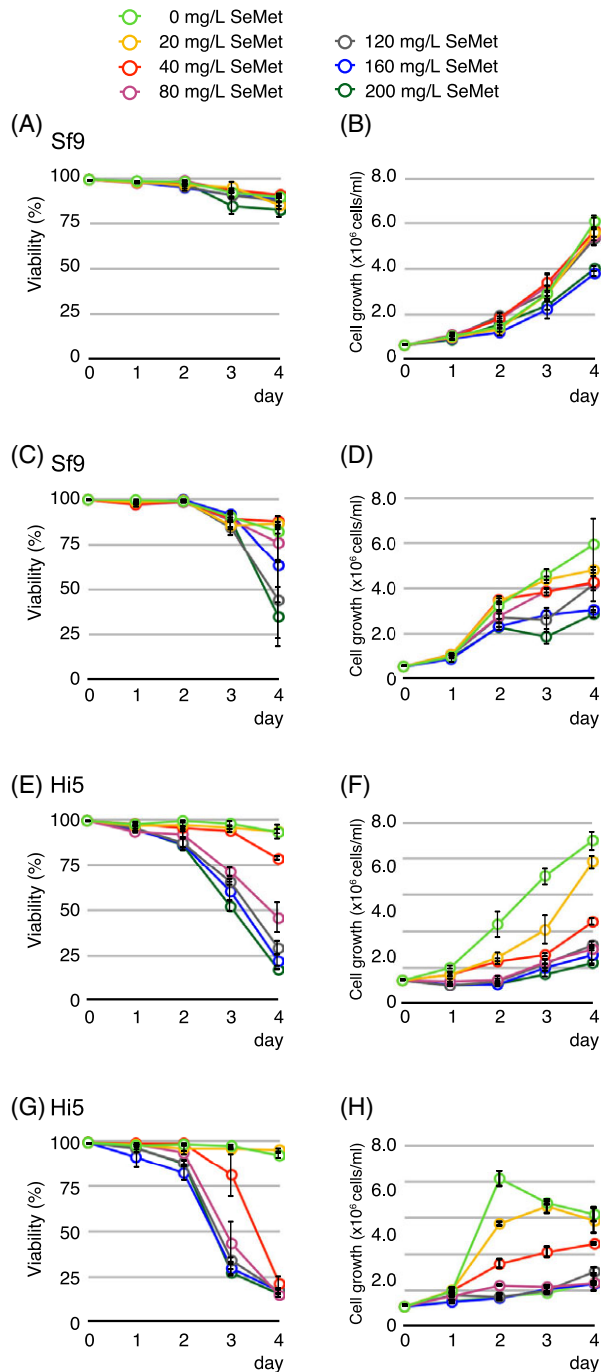 0 mg/L SeMet
20 mg/L SeMet 120 mg/L SeMet
40 mg/L SeMet 160 mg/L SeMet
80 mg/L SeMet 200 mg/L SeMet
(A) Sf9
Viability (%)
100
75
50
25
0
0 1 2 3 4
day
(B)
Cell growth (x10⁶ cells/ml)
8.0
6.0
4.0
2.0
0
0 1 2 3 4
day
(C) Sf9
Viability (%)
100
75
50
25
0
0 1 2 3 4
day
(D)
Cell growth (x10⁶ cells/ml)
8.0
6.0
4.0
2.0
0
0 1 2 3 4
day
(E) Hi5
Viability (%)
100
75
50
25
0
0 1 2 3 4
day
(F)
Cell growth (x10⁶ cells/ml)
8.0
6.0
4.0
2.0
0
0 1 2 3 4
day
(G) Hi5
Viability (%)
100
75
50
25
0
0 1 2 3 4
day
(H)
Cell growth (x10⁶ cells/ml)
8.0
6.0
4.0
2.0
0
0 1 2 3 4
day